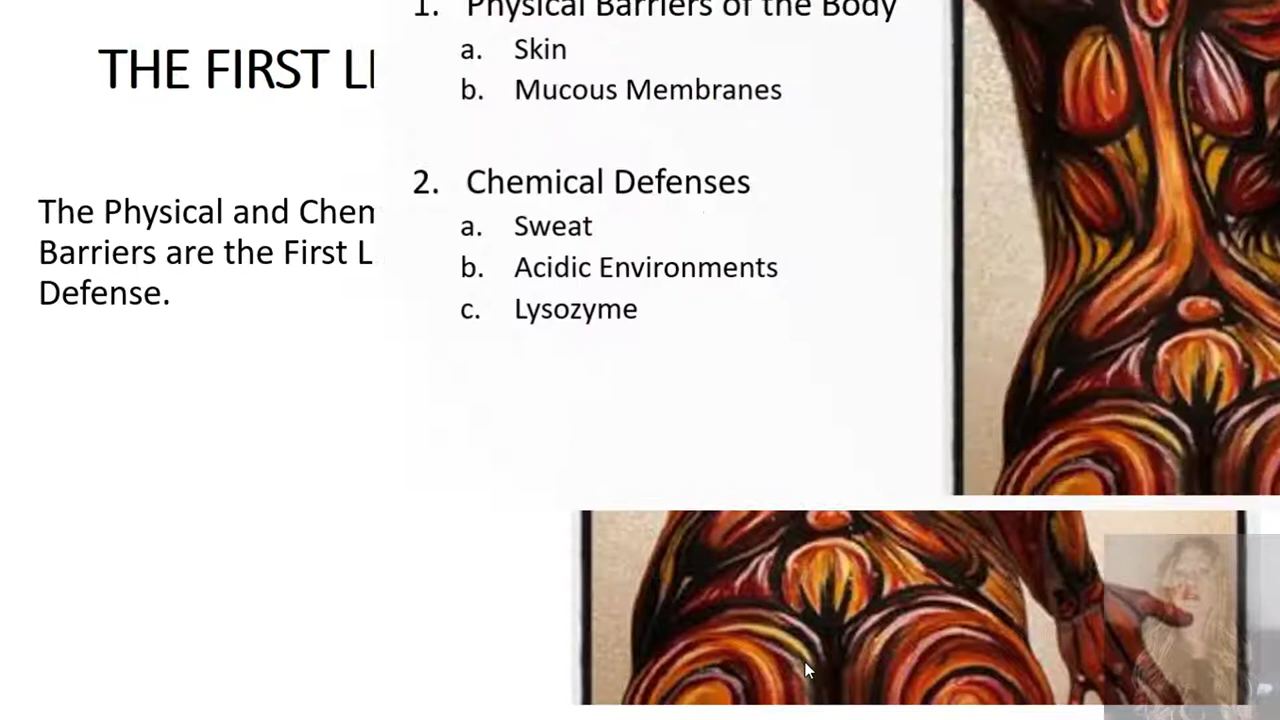 THE FIRST LI
The Physical and Chem
Barriers are the First L
Defense.
1. Physical Barriers of the Body
a. Skin
b. Mucous Membranes
2. Chemical Defenses
a. Sweat
b. Acidic Environments
c. Lysozyme